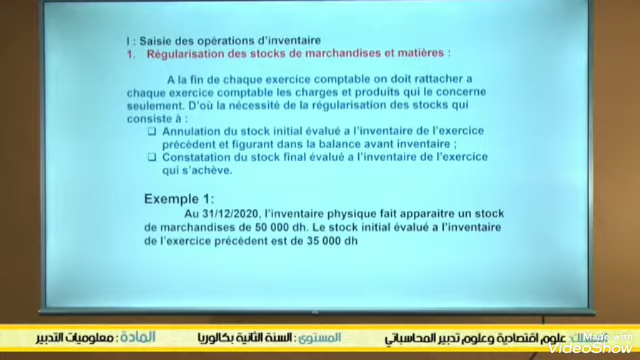 I : Saisie des opérations d'inventaire
1. Régularisation des stocks de marchandises et matières :
A la fin de chaque exercice comptable on doit rattacher a
chaque exercice comptable les charges et produits qui le concerne
seulement. D'où la nécessité de la régularisation des stocks qui
consiste à :
❑ Annulation du stock initial évalué a l'inventaire de l'exercice
précèdent et figurant dans la balance avant inventaire ;
❑ Constatation du stock final évalué a l'inventaire de l'exercice
qui s'achève.
Exemple 1:
Au 31/12/2020, l'inventaire physique fait apparaitre un stock
de marchandises de 50 000 dh. Le stock initial évalué a l'inventaire
de l'exercice précédent est de 35 000 dh
علوم اقتصادية وعلوم تدبير المحاسباتي المستوى: السنة الثانية بكالوريا المادة: معلوميات التدبير
Made with
VideoShow